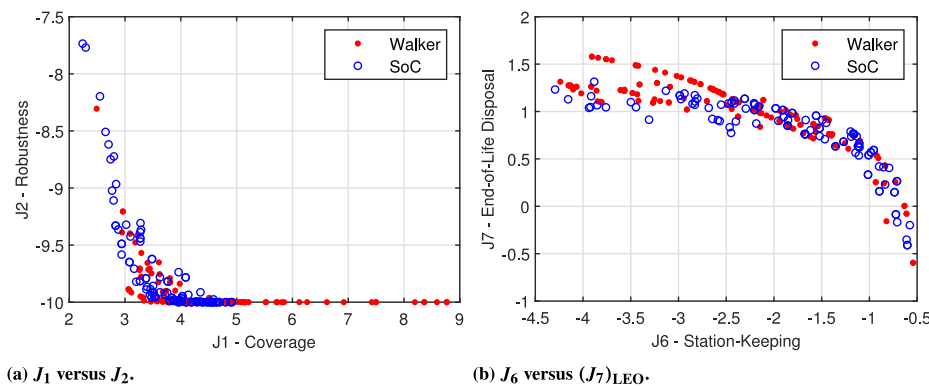 -7.5
-8
-8.5
-9
-9.5
-10
J2 - Robustness
2 3 4 5 6 7 8 9
J1 - Coverage
Walker
SoC
(a) J1 versus J2.
2
1.5
1
0.5
0
-0.5
-1
J7 - End-of-Life Disposal
-4.5 -4 -3.5 -3 -2.5 -2 -1.5 -1 -0.5
J6 - Station-Keeping
Walker
SoC
(b) J6 versus (J7)LEO.